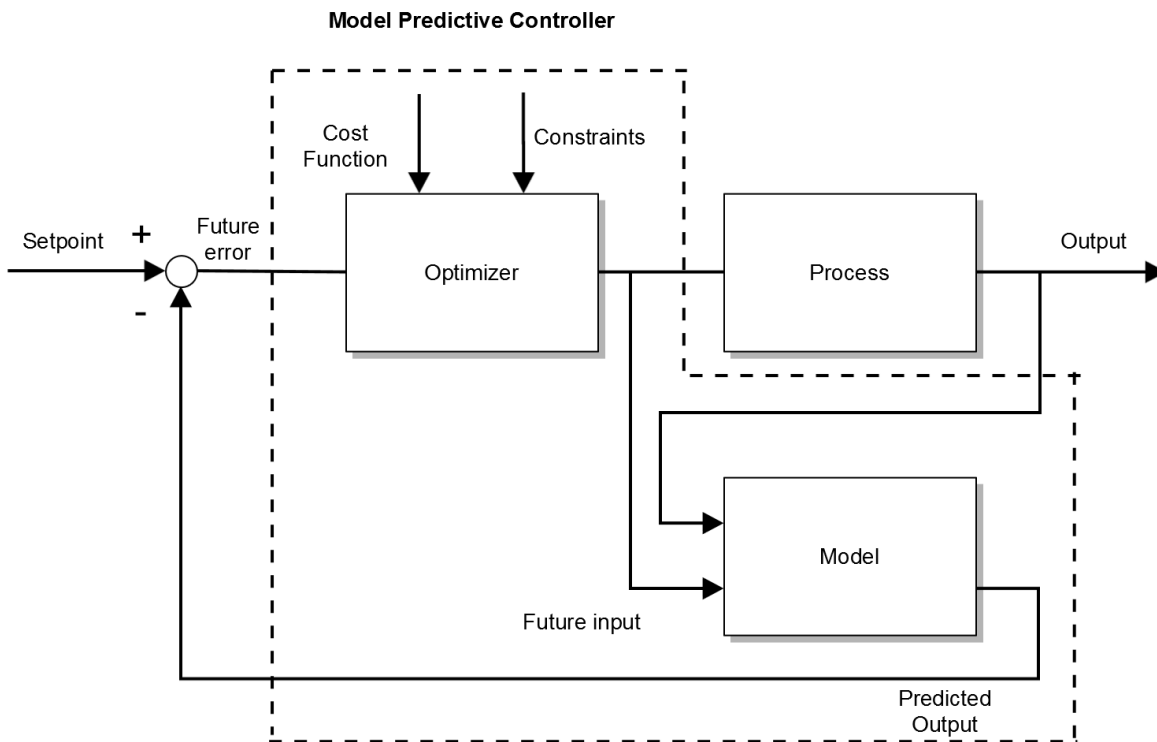 Model Predictive Controller
Cost
Function
Constraints
Setpoint
+
-
Future
error
Optimizer
Process
Output
Model
Future input
Predicted
Output